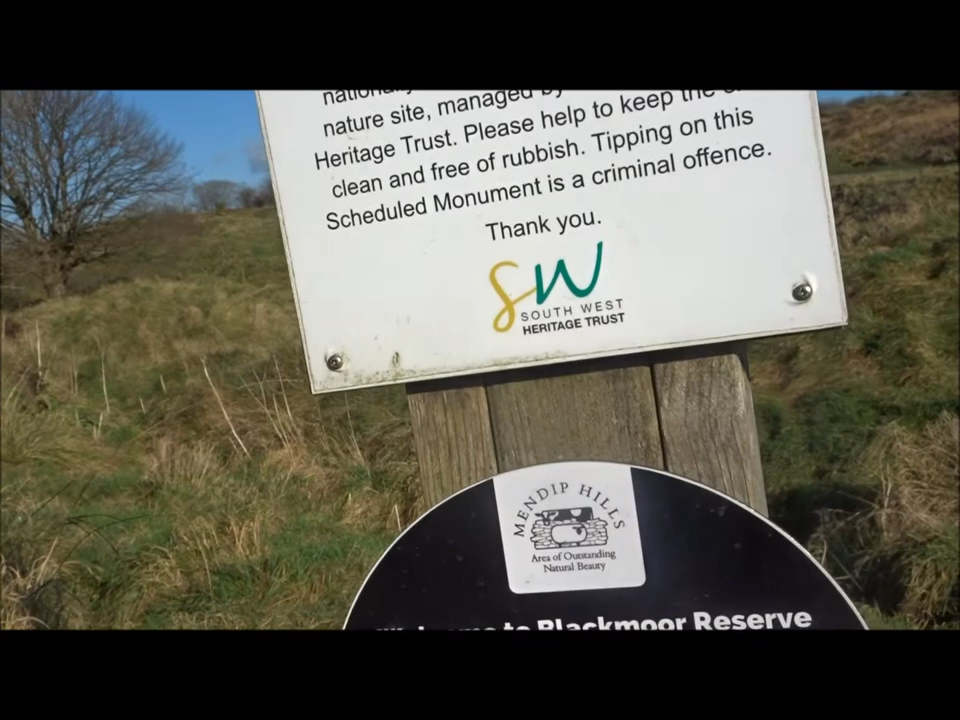 nature site, managed by
Heritage Trust. Please help to keep the
clean and free of rubbish. Tipping on this
Scheduled Monument is a criminal offence.
Thank you.
SW
SOUTH WEST
HERITAGE TRUST
MENDIP HILLS
Area of Outstanding
Natural Beauty
Welcome to Blackmoor Reserve